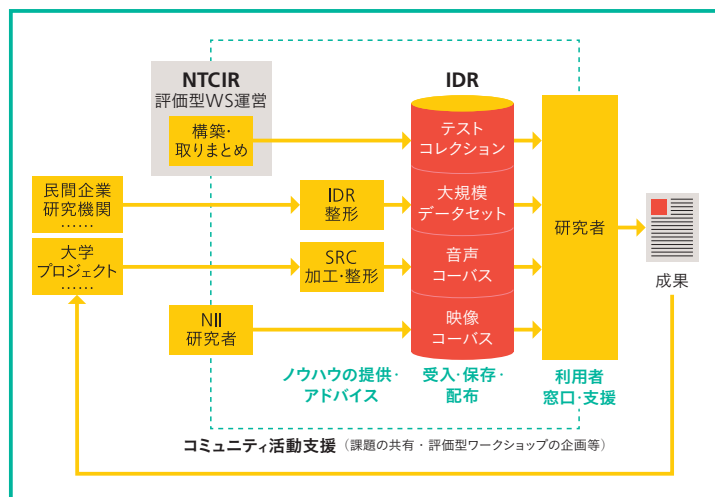 NTCIR
評価型WS運営
構築・
取りまとめ
IDR
テスト
コレクション
民間企業
研究機関
……
IDR
整形
大規模
データセット
研究者
大学
プロジェクト
……
SRC
加工・整形
音声
コーパス
成果
NII
研究者
映像
コーパス
ノウハウの提供・
アドバイス
受入・保存・
配布
利用者
窓口・支援
コミュニティ活動支援（課題の共有・評価型ワークショップの企画等）